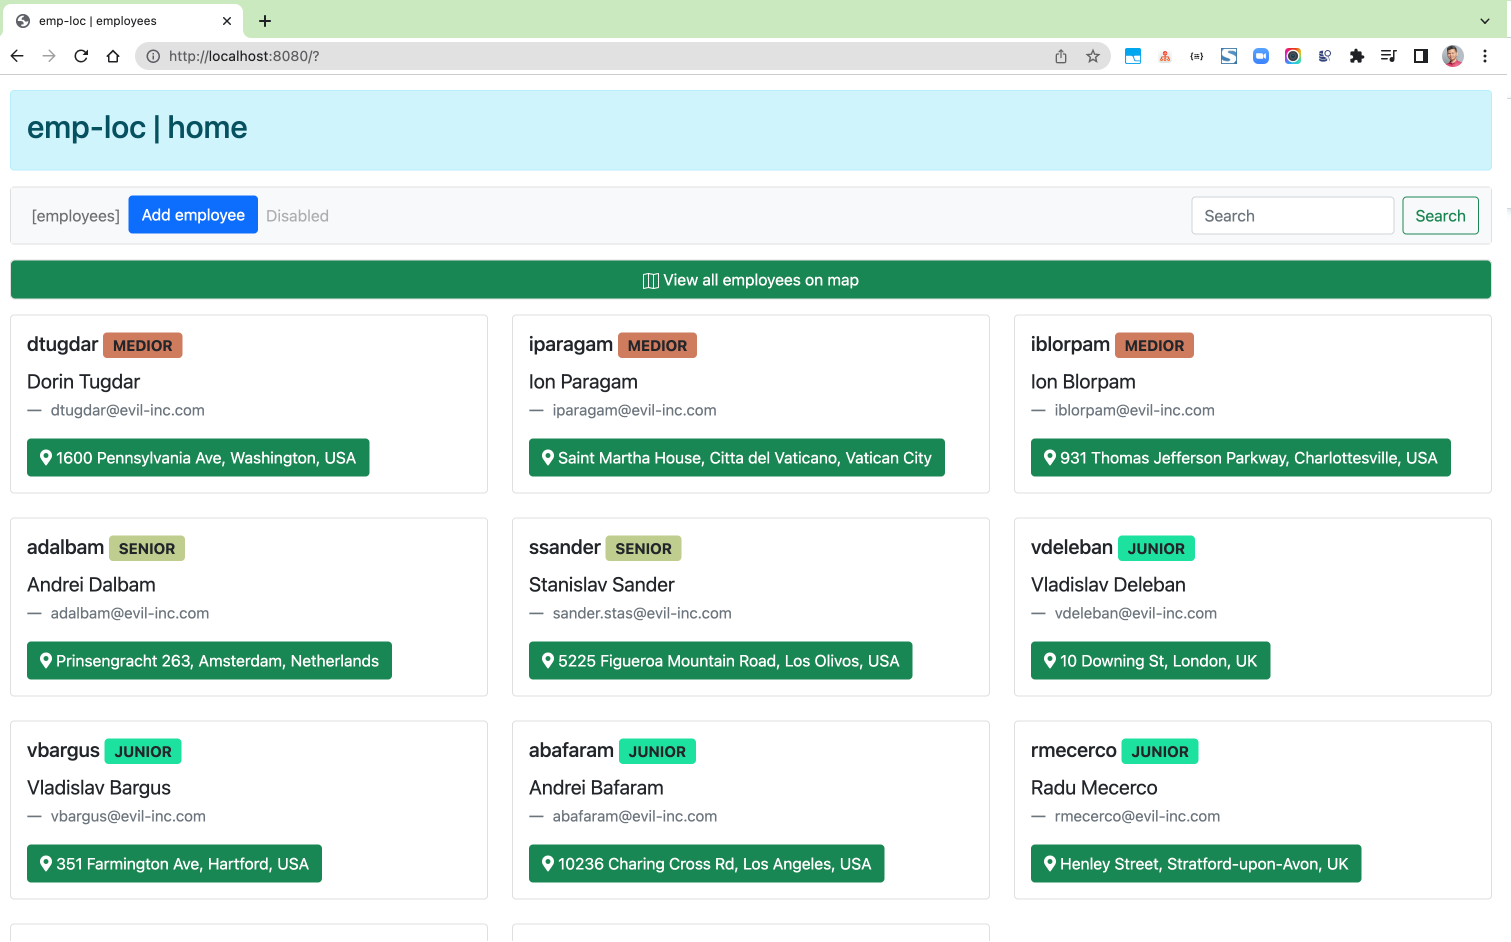 emp-loc | employees
http://localhost:8080/?
emp-loc | home
[employees] Add employee Disabled Search Search
View all employees on map
dtugdar MEDIOR
Dorin Tugdar
— dtugdar@evil-inc.com
1600 Pennsylvania Ave, Washington, USA
iparagam MEDIOR
Ion Paragam
— iparagam@evil-inc.com
Saint Martha House, Citta del Vaticano, Vatican City
iblorpam MEDIOR
Ion Blorpam
— iblorpam@evil-inc.com
931 Thomas Jefferson Parkway, Charlottesville, USA
adalbam SENIOR
Andrei Dalbam
— adalbam@evil-inc.com
Prinsengracht 263, Amsterdam, Netherlands
ssander SENIOR
Stanislav Sander
— sander.stas@evil-inc.com
5225 Figueroa Mountain Road, Los Olivos, USA
vdeleban JUNIOR
Vladislav Deleban
— vdeleban@evil-inc.com
10 Downing St, London, UK
vbargus JUNIOR
Vladislav Bargus
— vbargus@evil-inc.com
351 Farmington Ave, Hartford, USA
abafaram JUNIOR
Andrei Bafaram
— abafaram@evil-inc.com
10236 Charing Cross Rd, Los Angeles, USA
rmecerco JUNIOR
Radu Mecerco
— rmecerco@evil-inc.com
Henley Street, Stratford-upon-Avon, UK